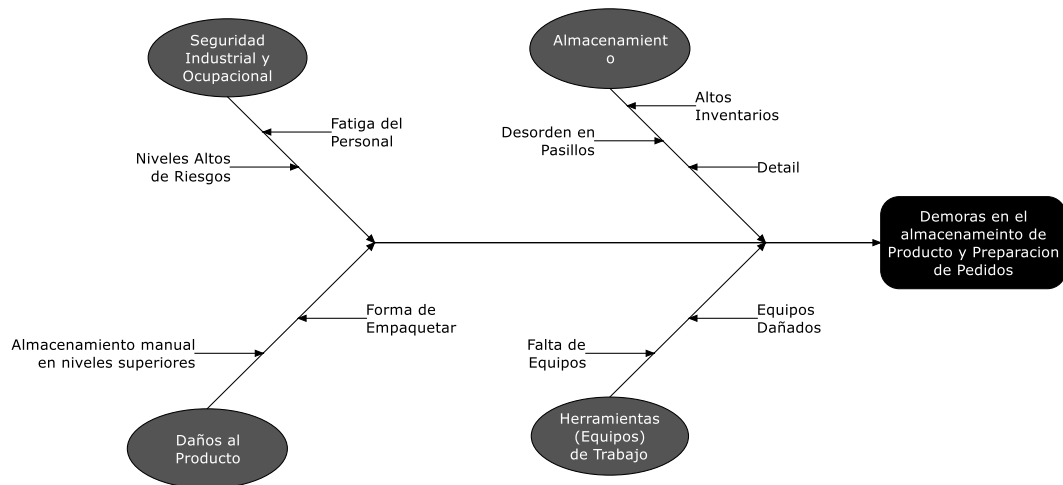 Seguridad
Industrial y
Ocupacional
Almacenamient
o
Altos
Inventarios
Fatiga del
Personal
Desorden en
Pasillos
Niveles Altos
de Riesgos
Detail
Demoras en el
almacenameinto de
Producto y Preparacion
de Pedidos
Forma de
Empaquetar
Equipos
Dañados
Almacenamiento manual
en niveles superiores
Falta de
Equipos
Daños al
Producto
Herramientas
(Equipos)
de Trabajo